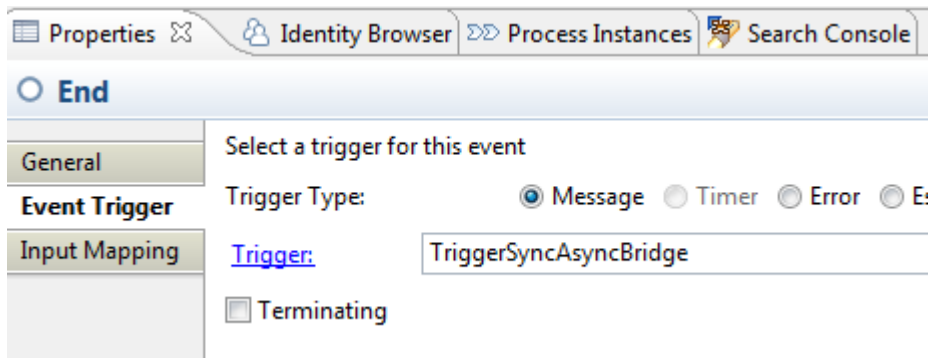 Properties Identity Browser Process Instances Search Console
End
General
Event Trigger
Input Mapping
Select a trigger for this event
Trigger Type: Message Timer Error Es
Trigger: TriggerSyncAsyncBridge
Terminating